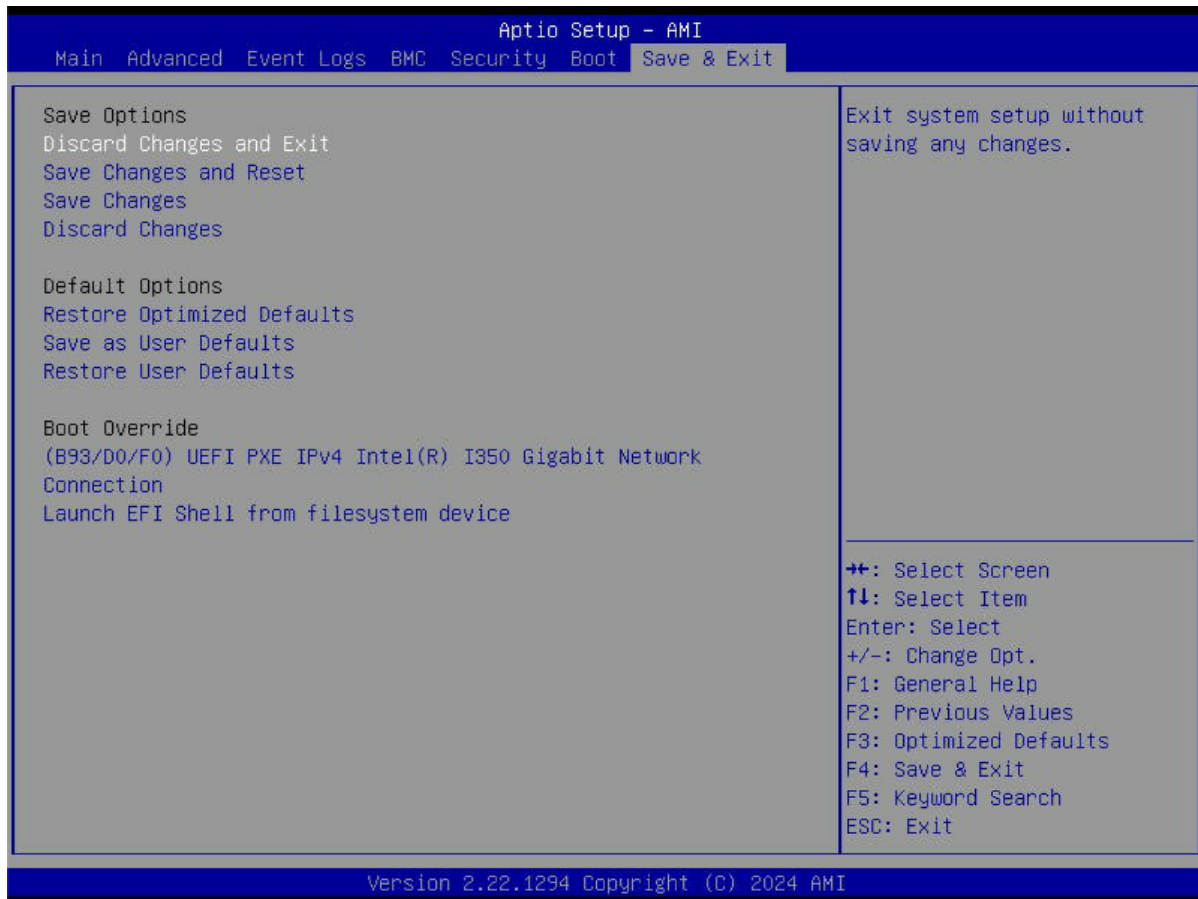 Aptio Setup – AMI
Main Advanced Event Logs BMC Security Boot Save & Exit
Save Options
Discard Changes and Exit
Save Changes and Reset
Save Changes
Discard Changes
Default Options
Restore Optimized Defaults
Save as User Defaults
Restore User Defaults
Boot Override
(B93/D0/F0) UEFI PXE IPv4 Intel(R) I350 Gigabit Network
Connection
Launch EFI Shell from filesystem device
Exit system setup without
saving any changes.
→←: Select Screen
↑↓: Select Item
Enter: Select
+/-: Change Opt.
F1: General Help
F2: Previous Values
F3: Optimized Defaults
F4: Save & Exit
F5: Keyword Search
ESC: Exit
Version 2.22.1294 Copyright (C) 2024 AMI